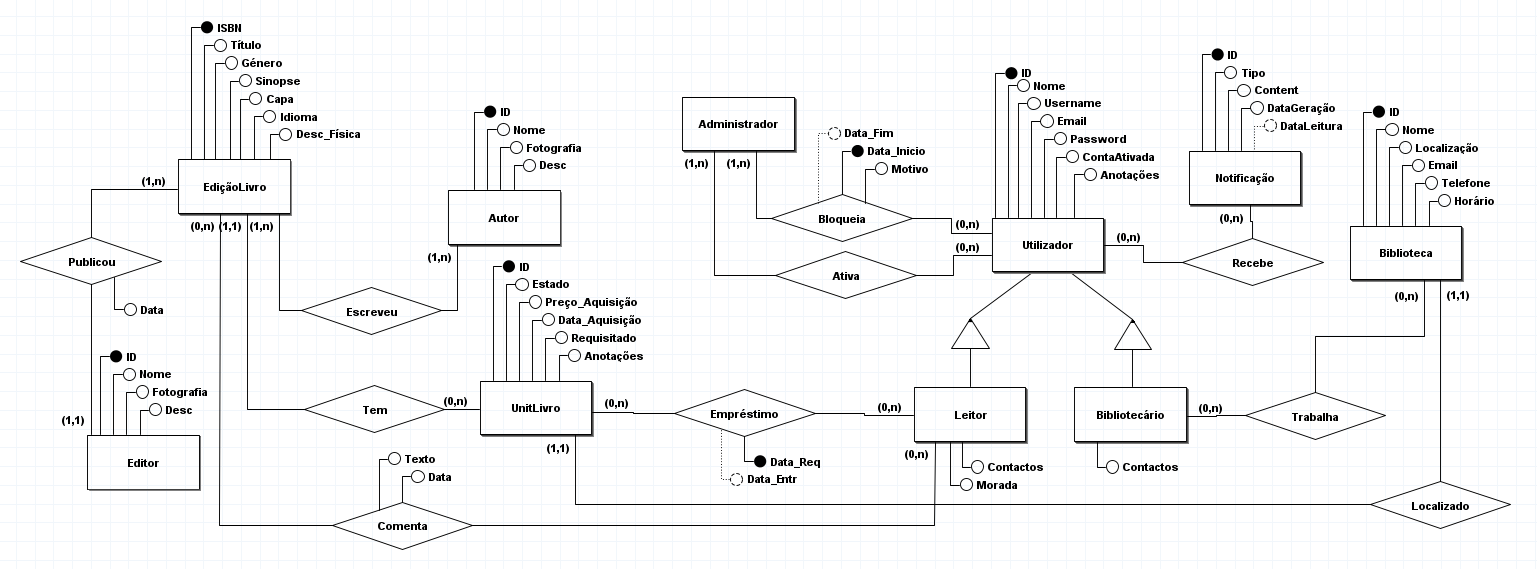 ISBN
Título
Género
Sinopse
Capa
Idioma
Desc_Física
EdiçãoLivro
(1,n)
(0,n) (1,1) (1,n)
Publicou
Data
ID
Nome
Fotografia
Desc
(1,1)
Editor
ID
Nome
Fotografia
Desc
Autor
(1,n)
Escreveu
ID
Estado
Preço_Aquisição
Data_Aquisição
Requisitado
Anotações
UnitLivro
Tem
(0,n)
(0,n)
(1,1)
Texto
Data
Comenta
Administrador
(1,n) (1,n)
Data_Fim
Data_Inicio
Motivo
Bloqueia
(0,n)
Ativa
(0,n)
ID
Nome
Username
Email
Password
ContaAtivada
Anotações
Utilizador
(0,n)
Empréstimo
Data_Req
Data_Entr
(0,n)
Leitor
(0,n)
Contactos
Morada
Bibliotecário
Contactos
(0,n)
Trabalha
ID
Tipo
Content
DataGeração
DataLeitura
Notificação
(0,n)
Recebe
ID
Nome
Localização
Email
Telefone
Horário
Biblioteca
(0,n)
(1,1)
Localizado